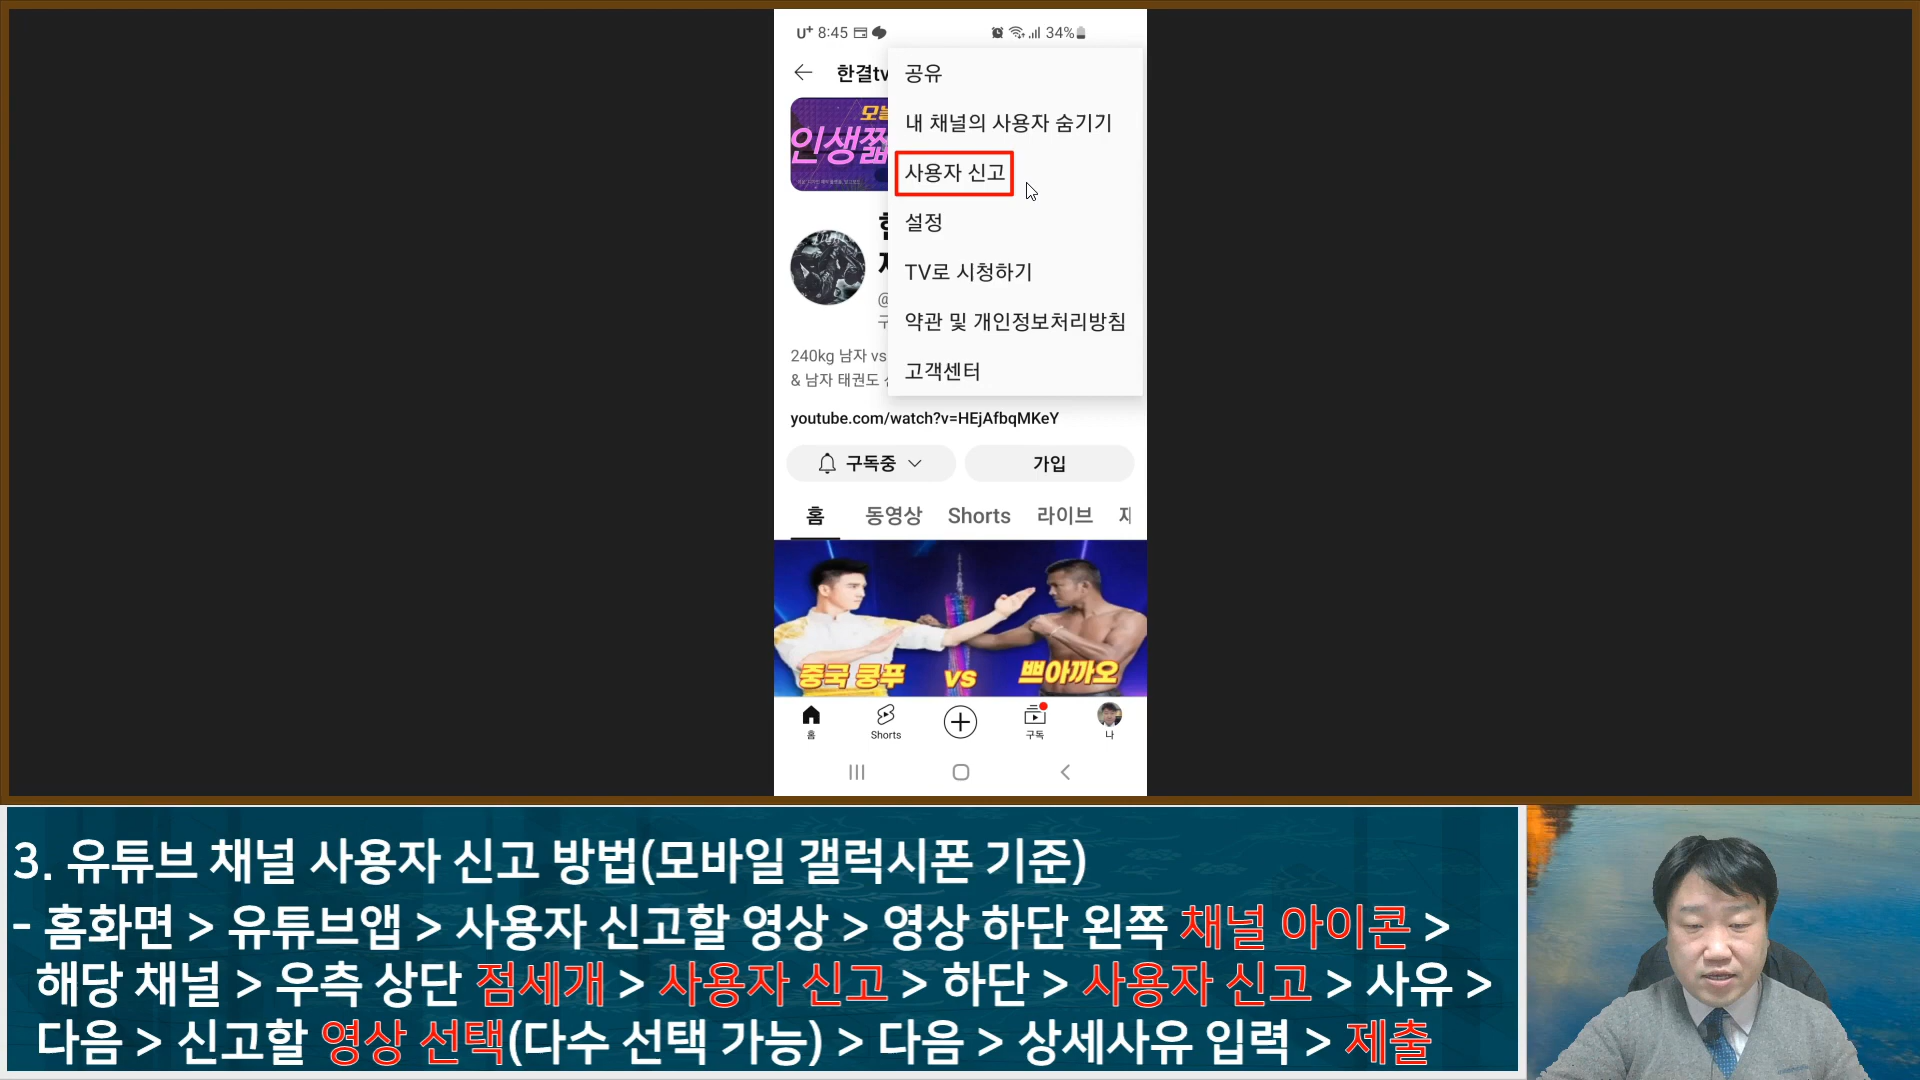 U⁺ 8:45 34%
한결tv
공유
내 채널의 사용자 숨기기
사용자 신고
설정
TV로 시청하기
약관 및 개인정보처리방침
고객센터
인생짧
@
구
240kg 남자 vs
& 남자 태권도
youtube.com/watch?v=HEjAfbqMKeY
구독중 가입
홈 동영상 Shorts 라이브
중국 쿵푸 vs 쁘아까오
홈 Shorts 구독 나
3. 유튜브 채널 사용자 신고 방법(모바일 갤럭시폰 기준)
- 홈화면 > 유튜브앱 > 사용자 신고할 영상 > 영상 하단 왼쪽 채널 아이콘 >
해당 채널 > 우측 상단 점세개 > 사용자 신고 > 하단 > 사용자 신고 > 사유 >
다음 > 신고할 영상 선택(다수 선택 가능) > 다음 > 상세사유 입력 > 제출